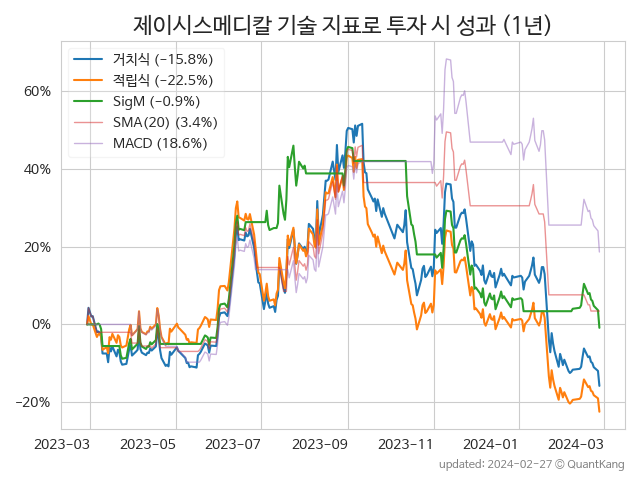 제이시스메디칼 기술 지표로 투자 시 성과 (1년)
거치식 (−15.8%)
적립식 (−22.5%)
SigM (−0.9%)
SMA(20) (3.4%)
MACD (18.6%)
60%
40%
20%
0%
−20%
2023-03 2023-05 2023-07 2023-09 2023-11 2024-01 2024-03
updated: 2024-02-27 © QuantKang